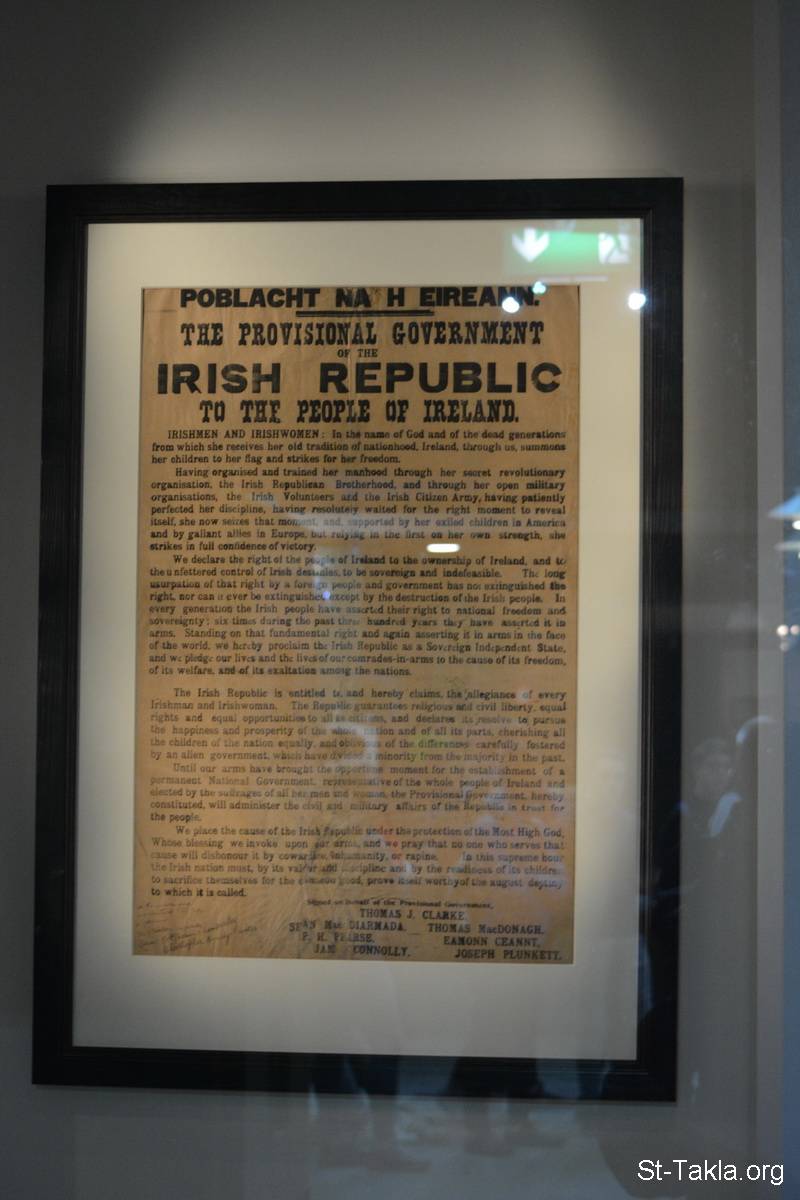 POBLACHT NA H EIREANN.
THE PROVISIONAL GOVERNMENT
OF THE
IRISH REPUBLIC
TO THE PEOPLE OF IRELAND.
IRISHMEN AND IRISHWOMEN: In the name of God and of the dead generations
from which she receives her old tradition of nationhood, Ireland, through us, summons
her children to her flag and strikes for her freedom.
Having organised and trained her manhood through her secret revolutionary
organisation, the Irish Republican Brotherhood, and through her open military
organisations, the Irish Volunteers and the Irish Citizen Army, having patiently
perfected her discipline, having resolutely waited for the right moment to reveal
itself, she now seizes that moment, and, supported by her exiled children in America
and by gallant allies in Europe, but relying in the first on her own strength, she
strikes in full confidence of victory.
We declare the right of the people of Ireland to the ownership of Ireland, and to
the unfettered control of Irish destinies, to be sovereign and indefeasible. The long
usurpation of that right by a foreign people and government has not extinguished the
right, nor can it ever be extinguished except by the destruction of the Irish people. In
every generation the Irish people have asserted their right to national freedom and
sovereignty; six times during the past three hundred years they have asserted it in
arms. Standing on that fundamental right and again asserting it in arms in the face
of the world, we hereby proclaim the Irish Republic as a Sovereign Independent State,
and we pledge our lives and the lives of our comrades-in-arms to the cause of its freedom,
of its welfare, and of its exaltation among the nations.
The Irish Republic is entitled to, and hereby claims, the allegiance of every
Irishman and Irishwoman. The Republic guarantees religious and civil liberty, equal
rights and equal opportunities to all its citizens, and declares its resolve to pursue
the happiness and prosperity of the whole nation and of all its parts, cherishing all
the children of the nation equally, and oblivious of the differences carefully fostered
by an alien government, which have divided a minority from the majority in the past.
Until our arms have brought the opportune moment for the establishment of a
permanent National Government, representative of the whole people of Ireland and
elected by the suffrages of all her men and women, the Provisional Government, hereby
constituted, will administer the civil and military affairs of the Republic in trust for
the people.
We place the cause of the Irish Republic under the protection of the Most High God,
Whose blessing we invoke upon our arms, and we pray that no one who serves that
cause will dishonour it by cowardice, inhumanity, or rapine. In this supreme hour
the Irish nation must, by its valour and discipline and by the readiness of its children
to sacrifice themselves for the common good, prove itself worthy of the august destiny
to which it is called.
Signed on Behalf of the Provisional Government,
THOMAS J. CLARKE,
SEAN Mac DIARMADA, THOMAS MacDONAGH,
P. H. PEARSE, EAMONN CEANNT,
JAMES CONNOLLY, JOSEPH PLUNKETT.
St-Takla.org